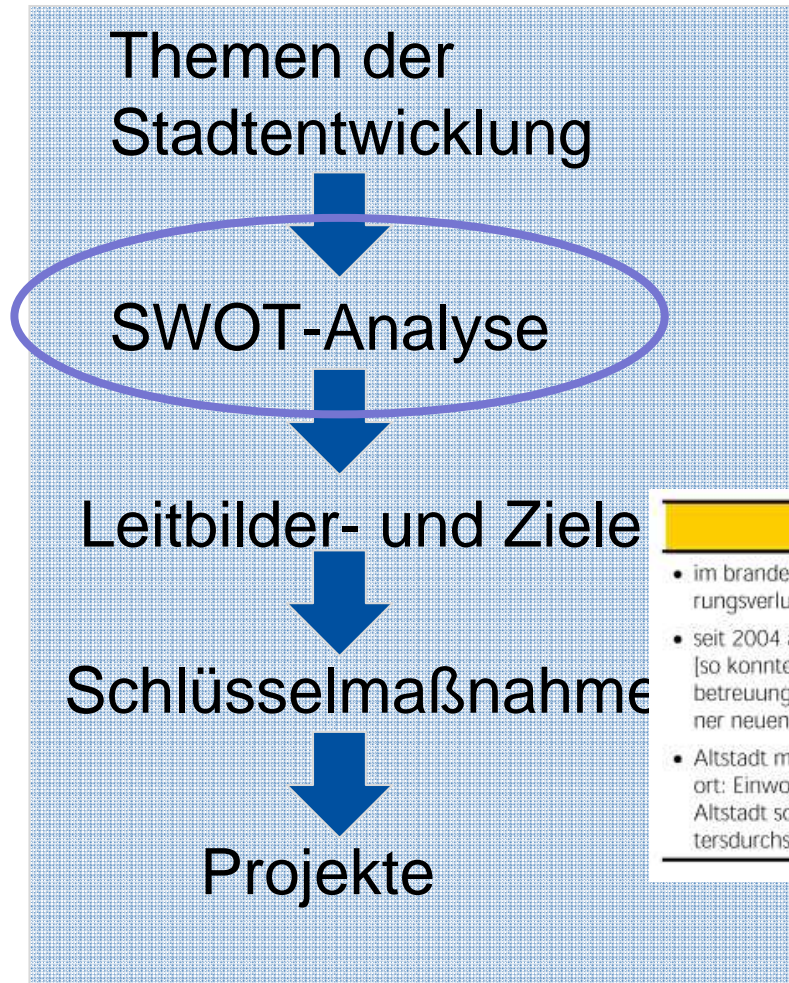 Themen der
Stadtentwicklung
SWOT-Analyse
Leitbilder- und Ziele
Schlüsselmaßnahme
Projekte
• im brande
rungsverlu
• seit 2004
[so konnte
betreuung
ner neuen
• Altstadt m
ort: Einwo
Altstadt sc
tersdurchs